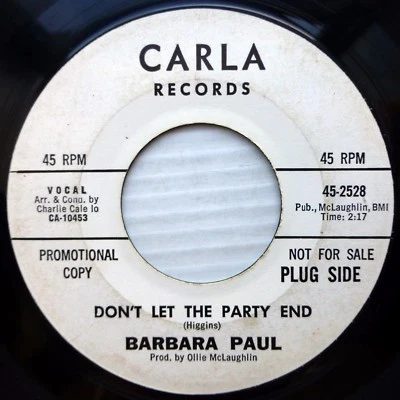 CARLA
RECORDS
45 RPM
45 RPM
VOCAL
Arr. & Cond. by
Charlie Cale lo
CA-10453
45-2528
Pub., McLaughlin, BMI
Time: 2:17
PROMOTIONAL
COPY
NOT FOR SALE
PLUG SIDE
DON'T LET THE PARTY END
(Higgins)
BARBARA PAUL
Prod. by Ollie McLaughlin